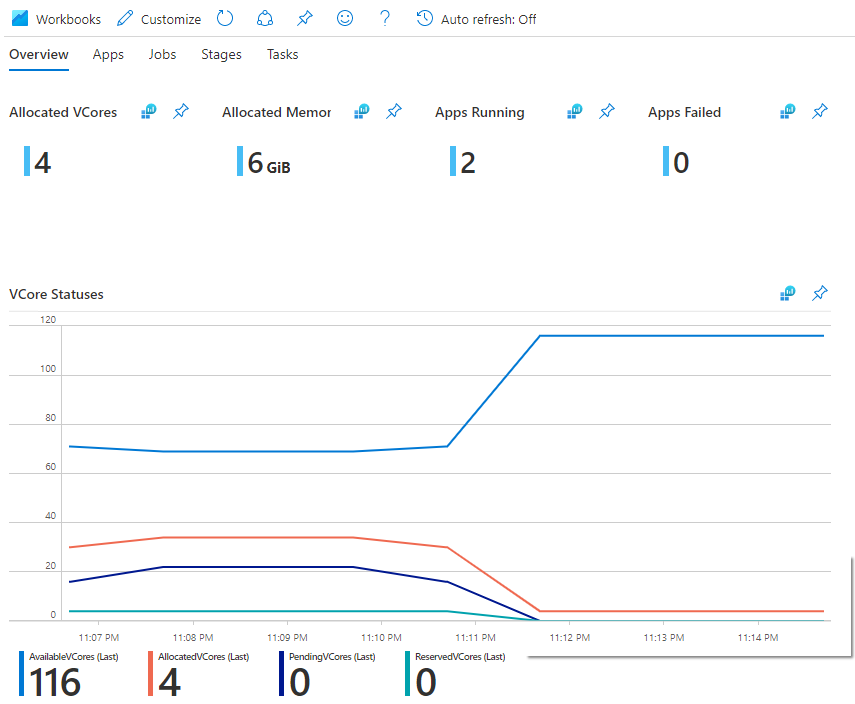 Workbooks Customize ? Auto refresh: Off
Overview Apps Jobs Stages Tasks
Allocated VCores Allocated Memor Apps Running Apps Failed
4 6 GiB 2 0
VCore Statuses
120
100
80
60
40
20
0
11:07 PM 11:08 PM 11:09 PM 11:10 PM 11:11 PM 11:12 PM 11:13 PM 11:14 PM
AvailableVCores (Last) AllocatedVCores (Last) PendingVCores (Last) ReservedVCores (Last)
116 4 0 0